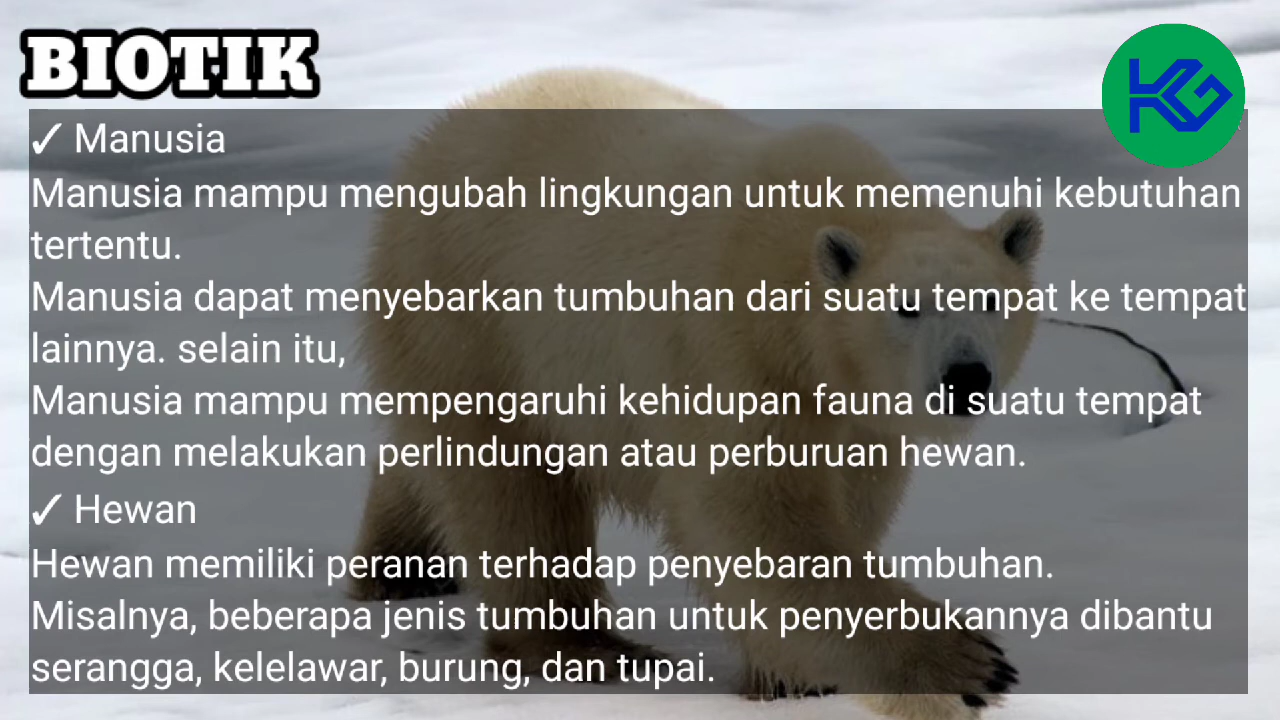 BIOTIK
KG
✓ Manusia
Manusia mampu mengubah lingkungan untuk memenuhi kebutuhan
tertentu.
Manusia dapat menyebarkan tumbuhan dari suatu tempat ke tempat
lainnya. selain itu,
Manusia mampu mempengaruhi kehidupan fauna di suatu tempat
dengan melakukan perlindungan atau perburuan hewan.
✓ Hewan
Hewan memiliki peranan terhadap penyebaran tumbuhan.
Misalnya, beberapa jenis tumbuhan untuk penyerbukannya dibantu
serangga, kelelawar, burung, dan tupai.